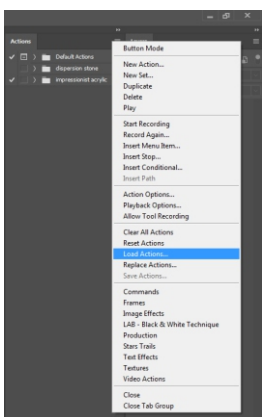 Actions
Default Actions
dispersion stone
impressionist acrylic
Button Mode
New Action...
New Set...
Duplicate
Delete
Play
Start Recording
Record Again...
Insert Menu Item...
Insert Stop...
Insert Conditional...
Insert Path
Action Options...
Playback Options...
Allow Tool Recording
Clear All Actions
Reset Actions
Load Actions...
Replace Actions...
Save Actions...
Commands
Frames
Image Effects
LAB - Black & White Technique
Production
Stars Trails
Text Effects
Textures
Video Actions
Close
Close Tab Group